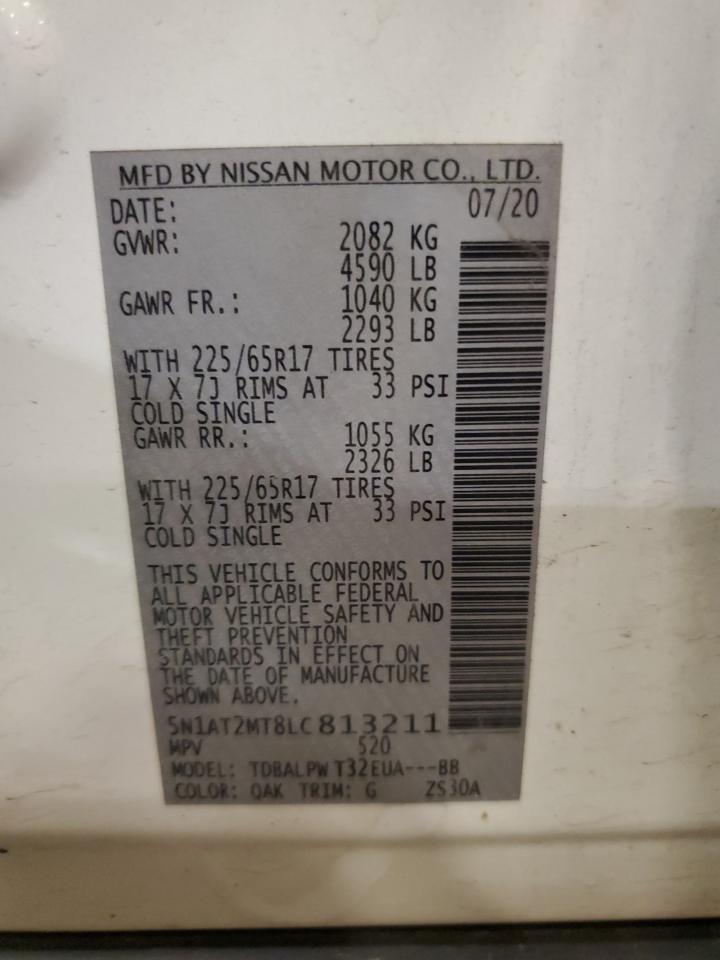 MFD BY NISSAN MOTOR CO., LTD.
DATE: 07/20
GVWR: 2082 KG
4590 LB
GAWR FR.: 1040 KG
2293 LB
WITH 225/65R17 TIRES
17 X 7J RIMS AT 33 PSI
COLD SINGLE
GAWR RR.: 1055 KG
2326 LB
WITH 225/65R17 TIRES
17 X 7J RIMS AT 33 PSI
COLD SINGLE
THIS VEHICLE CONFORMS TO
ALL APPLICABLE FEDERAL
MOTOR VEHICLE SAFETY AND
THEFT PREVENTION
STANDARDS IN EFFECT ON
THE DATE OF MANUFACTURE
SHOWN ABOVE.
5N1AT2MT8LC813211
MPV 520
MODEL: TDBALPW T32EUA---BB
COLOR: QAK TRIM: G ZS30A